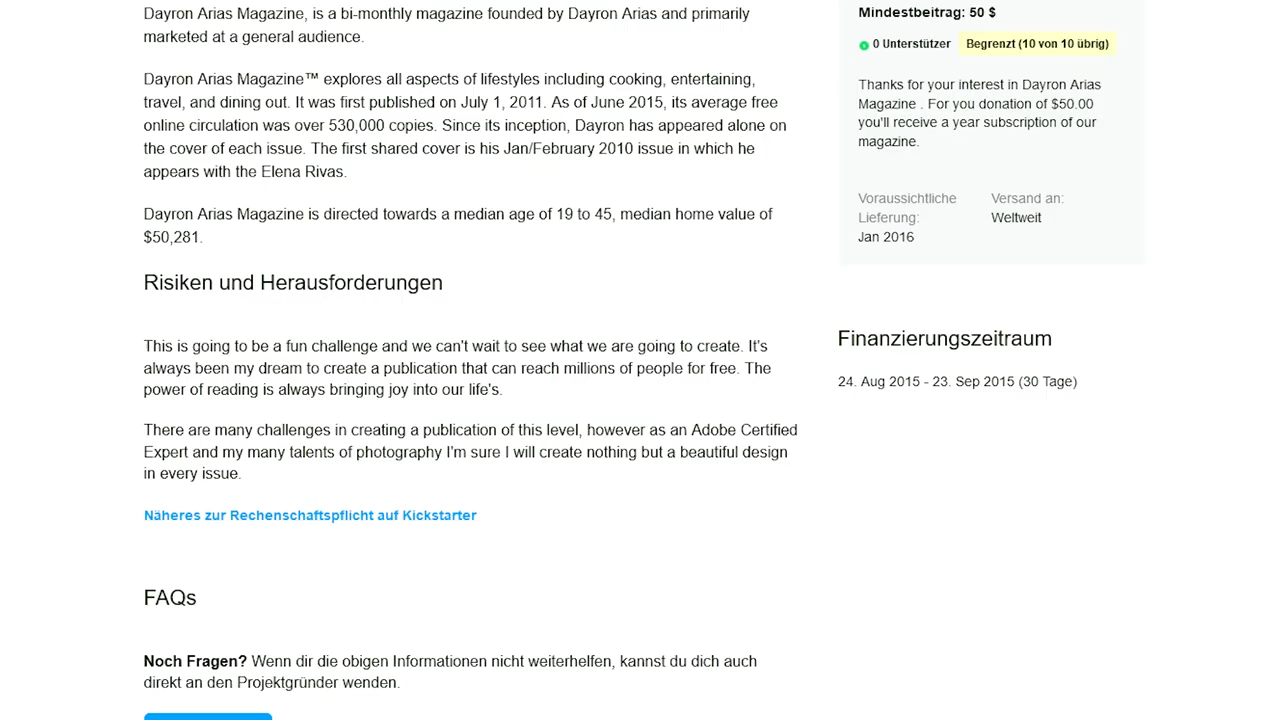 Dayron Arias Magazine, is a bi-monthly magazine founded by Dayron Arias and primarily
marketed at a general audience.
Dayron Arias Magazine™ explores all aspects of lifestyles including cooking, entertaining,
travel, and dining out. It was first published on July 1, 2011. As of June 2015, its average free
online circulation was over 530,000 copies. Since its inception, Dayron has appeared alone on
the cover of each issue. The first shared cover is his Jan/February 2010 issue in which he
appears with the Elena Rivas.
Dayron Arias Magazine is directed towards a median age of 19 to 45, median home value of
$50,281.
Risiken und Herausforderungen
This is going to be a fun challenge and we can't wait to see what we are going to create. It's
always been my dream to create a publication that can reach millions of people for free. The
power of reading is always bringing joy into our life's.
There are many challenges in creating a publication of this level, however as an Adobe Certified
Expert and my many talents of photography I'm sure I will create nothing but a beautiful design
in every issue.
Näheres zur Rechenschaftspflicht auf Kickstarter
FAQs
Noch Fragen? Wenn dir die obigen Informationen nicht weiterhelfen, kannst du dich auch
direkt an den Projektgründer wenden.
Mindestbeitrag: 50 $
0 Unterstützer Begrenzt (10 von 10 übrig)
Thanks for your interest in Dayron Arias
Magazine . For you donation of $50.00
you'll receive a year subscription of our
magazine.
Voraussichtliche
Lieferung:
Jan 2016
Versand an:
Weltweit
Finanzierungszeitraum
24. Aug 2015 - 23. Sep 2015 (30 Tage)